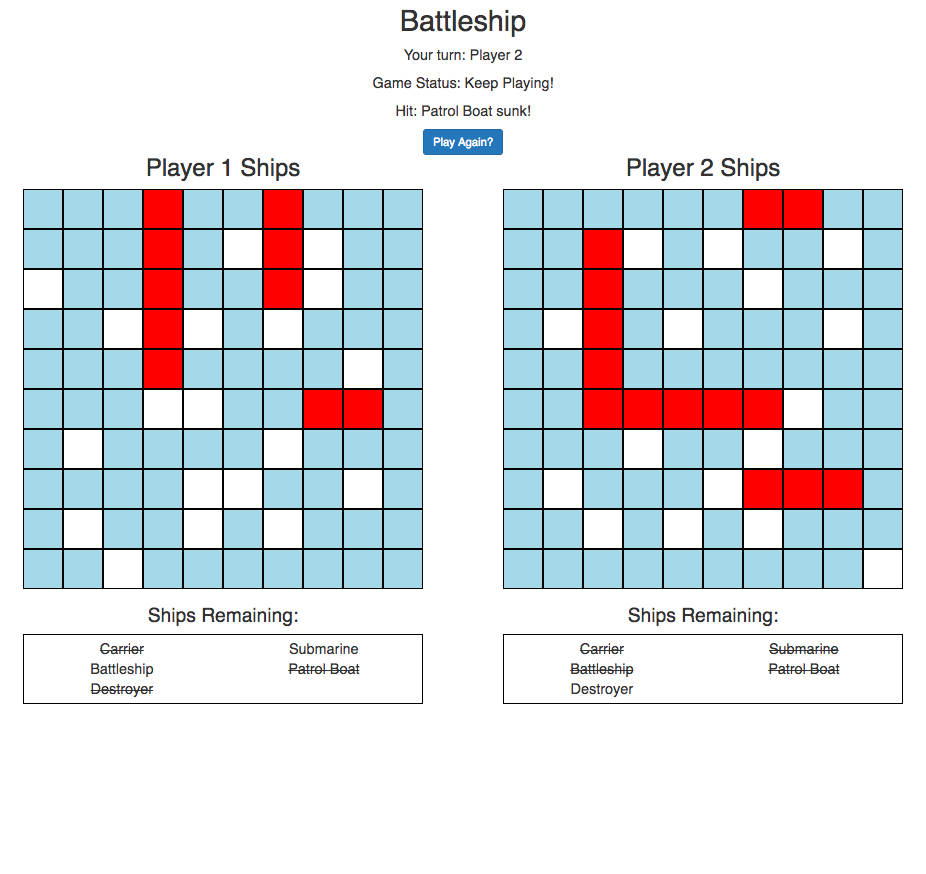 Battleship
Your turn: Player 2
Game Status: Keep Playing!
Hit: Patrol Boat sunk!
Play Again?
Player 1 Ships
Player 2 Ships
Ships Remaining:
Carrier
Submarine
Battleship
Patrol Boat
Destroyer
Ships Remaining:
Carrier
Submarine
Battleship
Patrol Boat
Destroyer